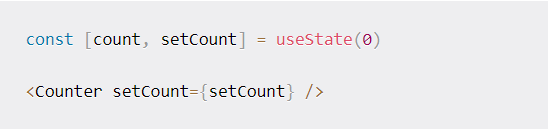 const [count, setCount] = useState(0)
<Counter setCount={setCount} />